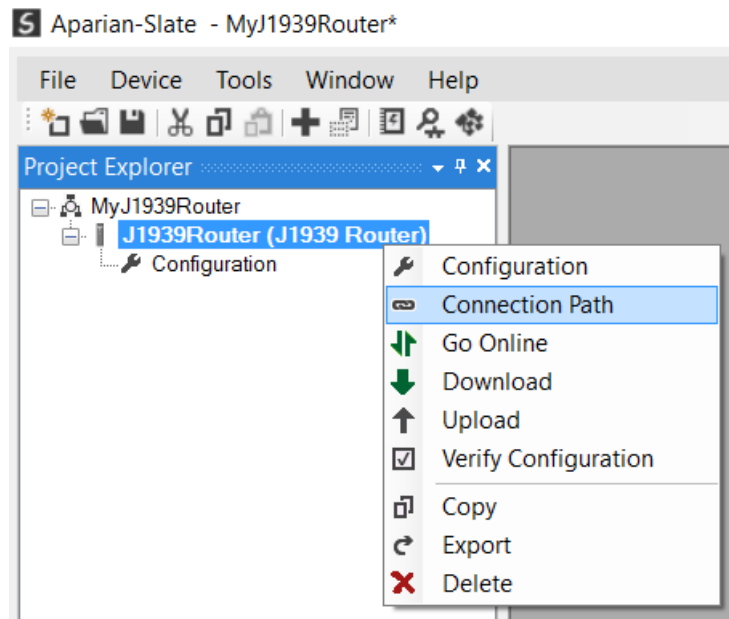 Aparian-Slate - MyJ1939Router*
File Device Tools Window Help
Project Explorer
MyJ1939Router
J1939Router (J1939 Router)
Configuration
Configuration
Connection Path
Go Online
Download
Upload
Verify Configuration
Copy
Export
Delete